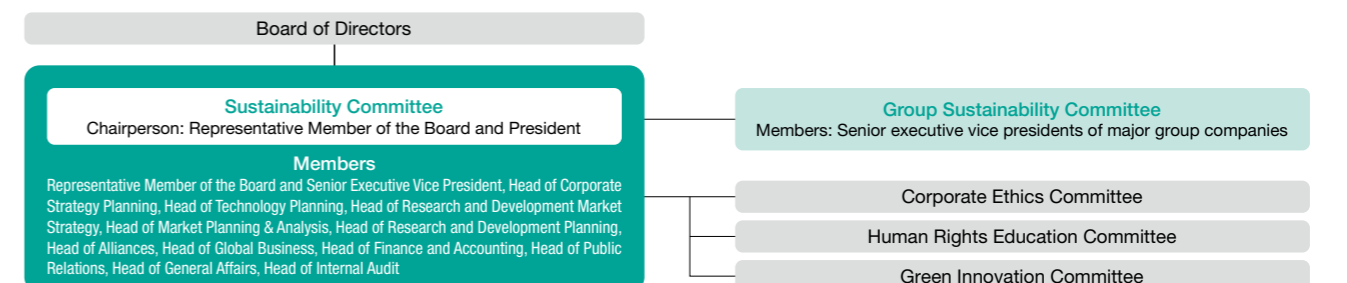 Board of Directors
Sustainability Committee
Chairperson: Representative Member of the Board and President
Members
Representative Member of the Board and Senior Executive Vice President, Head of Corporate
Strategy Planning, Head of Technology Planning, Head of Research and Development Market
Strategy, Head of Market Planning & Analysis, Head of Research and Development Planning,
Head of Alliances, Head of Global Business, Head of Finance and Accounting, Head of Public
Relations, Head of General Affairs, Head of Internal Audit
Group Sustainability Committee
Members: Senior executive vice presidents of major group companies
Corporate Ethics Committee
Human Rights Education Committee
Green Innovation Committee